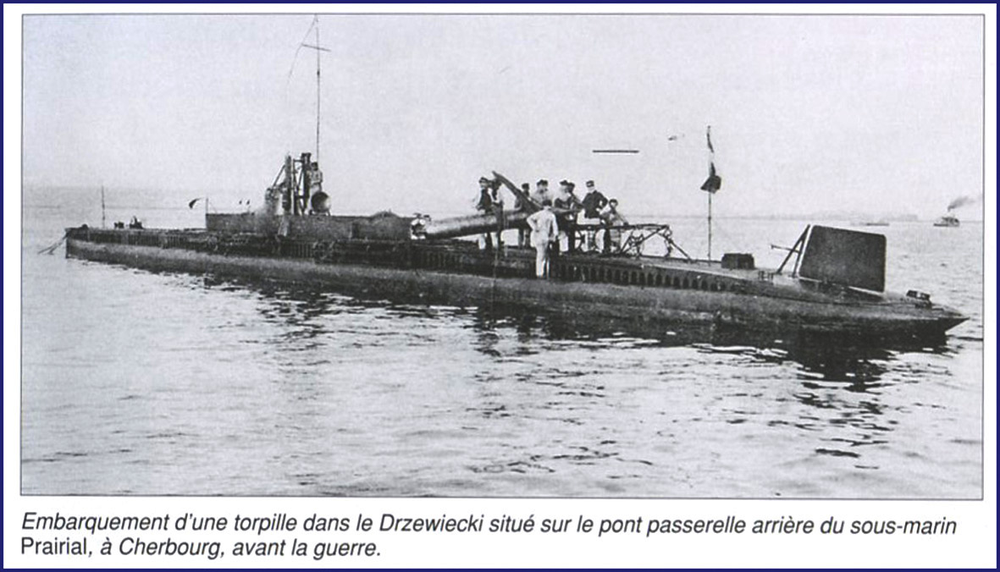 Embarquement d'une torpille dans le Drzewiecki situé sur le pont passerelle arrière du sous-marin
Prairial, à Cherbourg, avant la guerre.